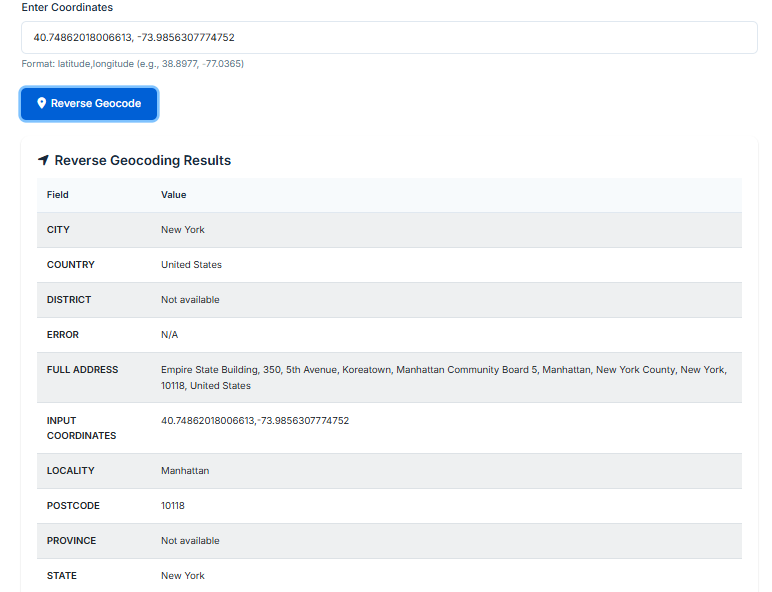 Enter Coordinates
40.74862018006613, -73.9856307774752
Format: latitude,longitude (e.g., 38.8977, -77.0365)
Reverse Geocode
Reverse Geocoding Results
Field Value
CITY New York
COUNTRY United States
DISTRICT Not available
ERROR N/A
FULL ADDRESS Empire State Building, 350, 5th Avenue, Koreatown, Manhattan Community Board 5, Manhattan, New York County, New York,
10118, United States
INPUT 40.74862018006613,-73.9856307774752
COORDINATES
LOCALITY Manhattan
POSTCODE 10118
PROVINCE Not available
STATE New York